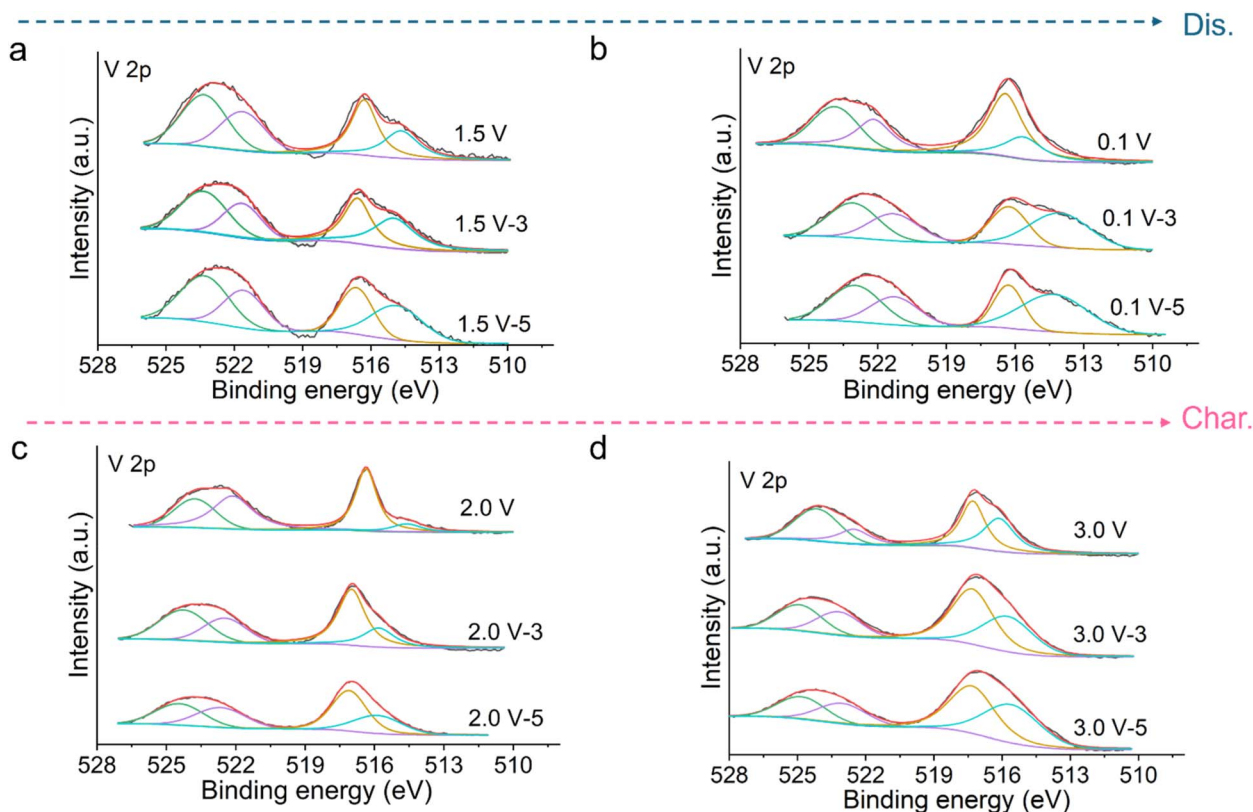 Dis.
a
V 2p
1.5 V
1.5 V-3
1.5 V-5
Intensity (a.u.)
528 525 522 519 516 513 510
Binding energy (eV)
b
V 2p
0.1 V
0.1 V-3
0.1 V-5
Intensity (a.u.)
528 525 522 519 516 513 510
Binding energy (eV)
Char.
c
V 2p
2.0 V
2.0 V-3
2.0 V-5
Intensity (a.u.)
528 525 522 519 516 513 510
Binding energy (eV)
d
V 2p
3.0 V
3.0 V-3
3.0 V-5
Intensity (a.u.)
528 525 522 519 516 513 510
Binding energy (eV)